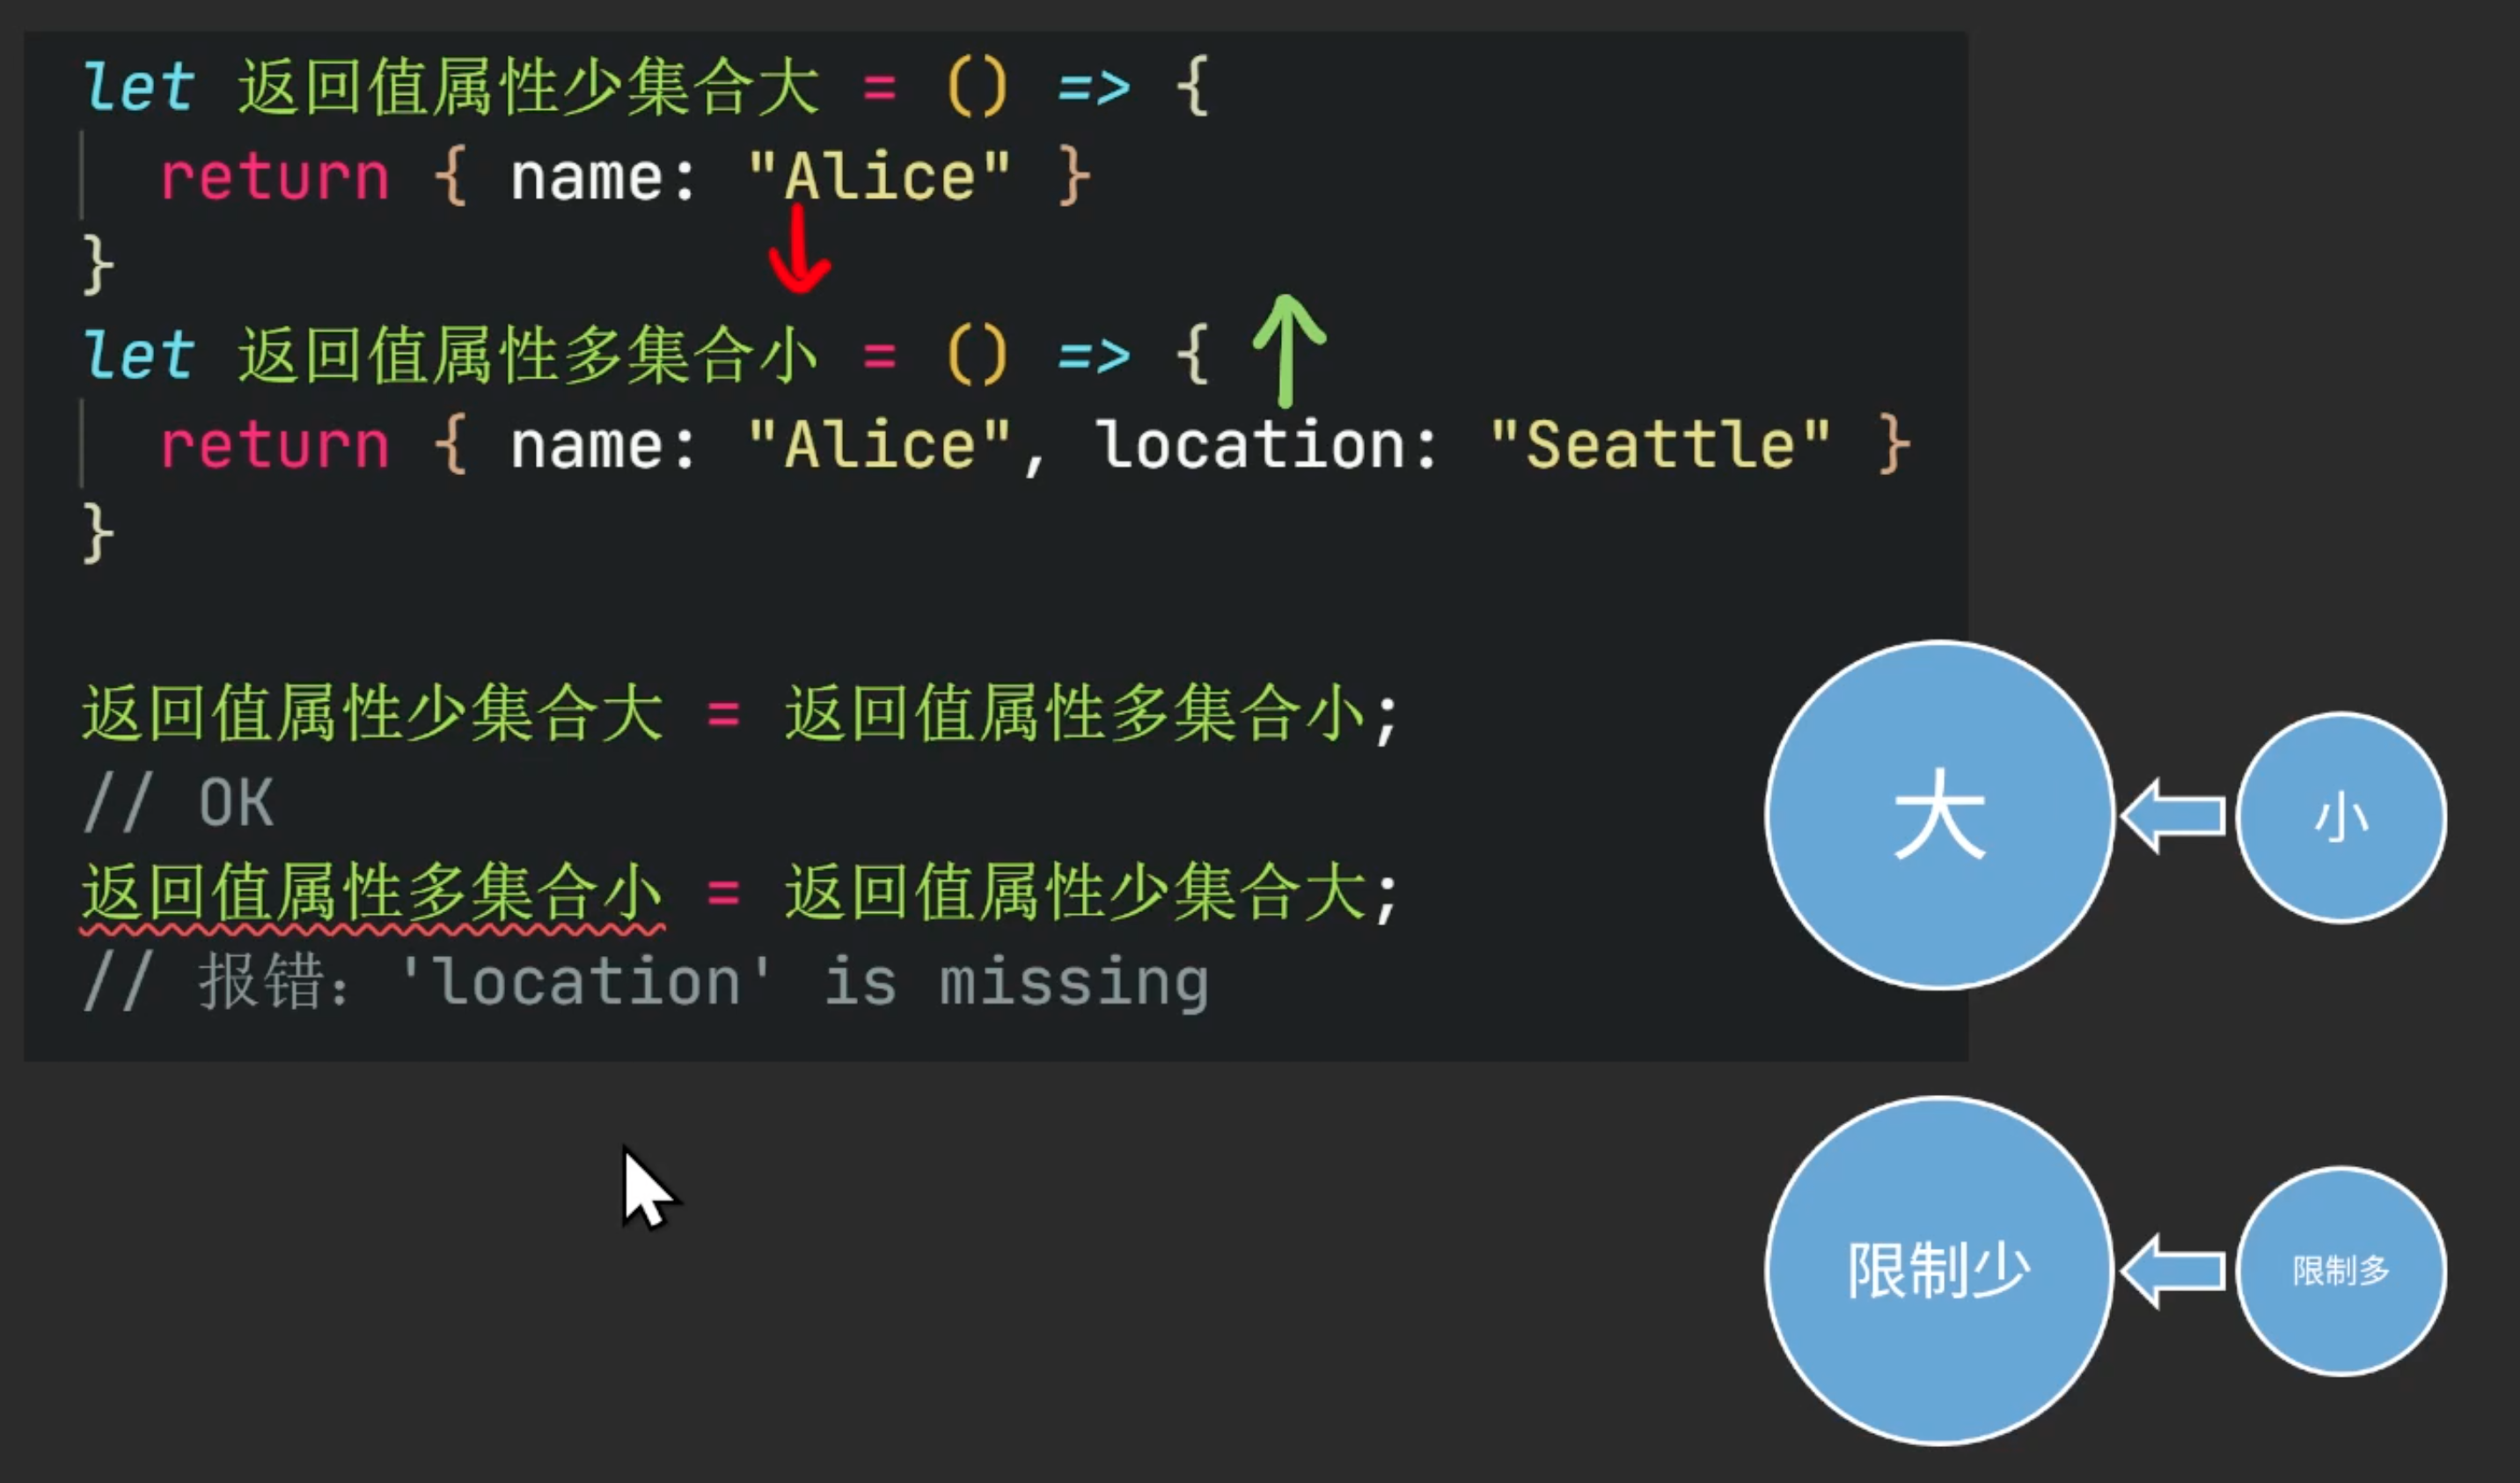 let 返回值属性少集合大 = () => {
return { name: "Alice" }
}
let 返回值属性多集合小 = () => {
return { name: "Alice", location: "Seattle" }
}
返回值属性少集合大 = 返回值属性多集合小;
// OK
返回值属性多集合小 = 返回值属性少集合大;
// 报错: 'location' is missing
大
小
限制少
限制多